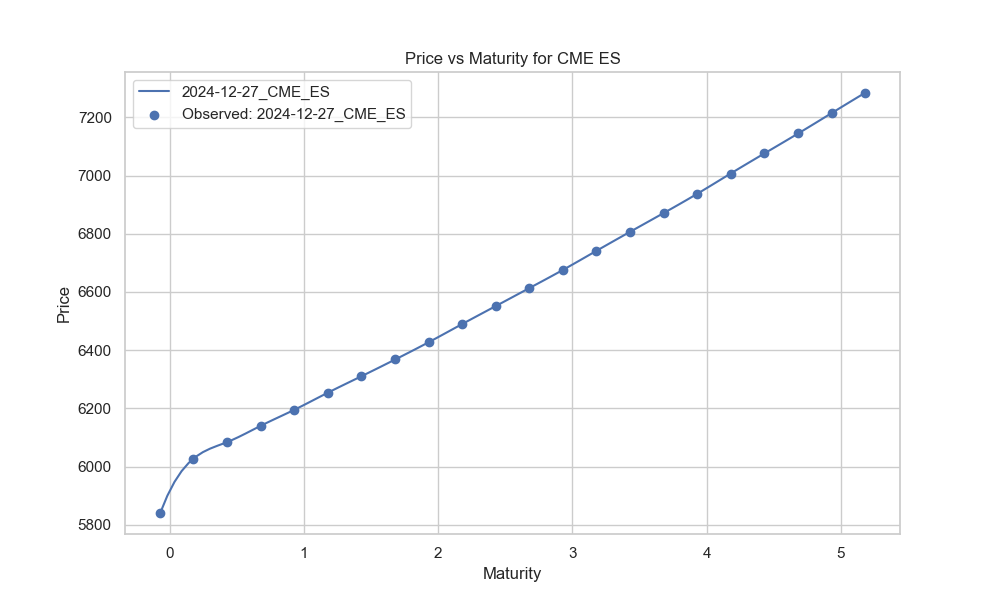 Price vs Maturity for CME ES
2024-12-27_CME_ES
Observed: 2024-12-27_CME_ES
Price
7200
7000
6800
6600
6400
6200
6000
5800
0 1 2 3 4 5
Maturity